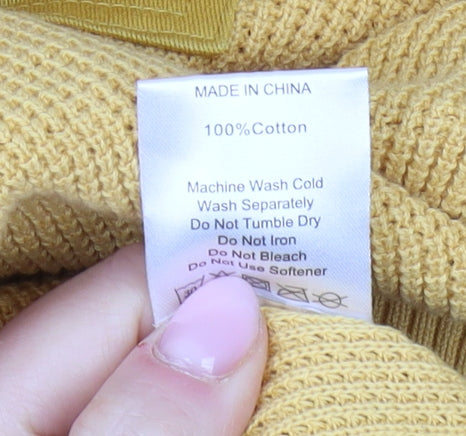 MADE IN CHINA
100%Cotton
Machine Wash Cold
Wash Separately
Do Not Tumble Dry
Do Not Iron
Do Not Bleach
Do Not Use Softener
30